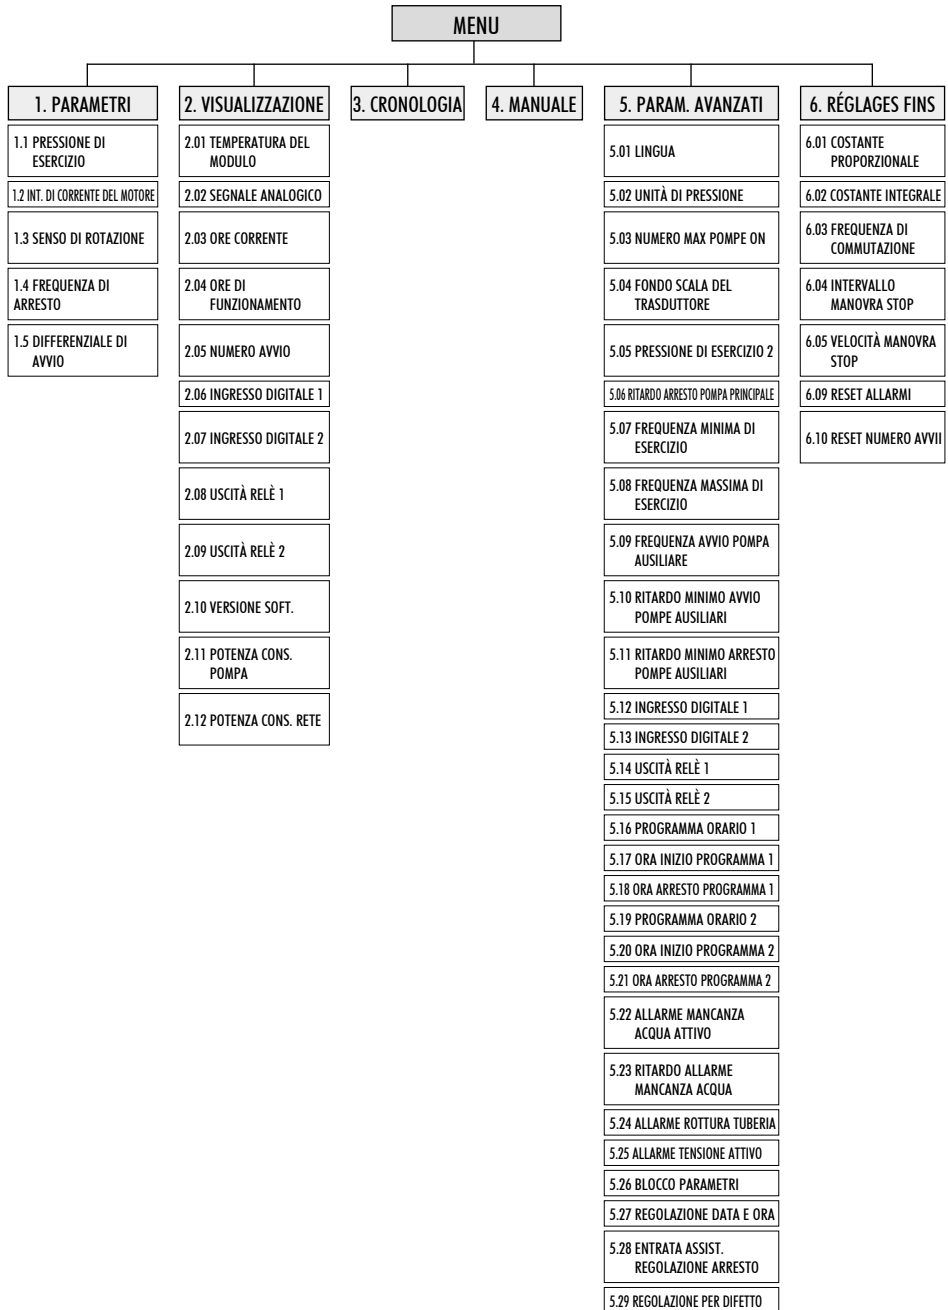 MENU
1. PARAMETRI
1.1 PRESSIONE DI
ESERCIZIO
1.2 INT. DI CORRENTE DEL MOTORE
1.3 SENSO DI ROTAZIONE
1.4 FREQUENZA DI
ARRESTO
1.5 DIFFERENZIALE DI
AVVIO
2. VISUALIZZAZIONE
2.01 TEMPERATURA DEL
MODULO
2.02 SEGNALE ANALOGICO
2.03 ORE CORRENTE
2.04 ORE DI
FUNZIONAMENTO
2.05 NUMERO AVVIO
2.06 INGRESSO DIGITALE 1
2.07 INGRESSO DIGITALE 2
2.08 USCITÀ RELÈ 1
2.09 USCITÀ RELÈ 2
2.10 VERSIONE SOFT.
2.11 POTENZA CONS.
POMPA
2.12 POTENZA CONS. RETE
3. CRONOLOGIA
4. MANUALE
5. PARAM. AVANZATI
5.01 LINGUA
5.02 UNITÀ DI PRESSIONE
5.03 NUMERO MAX POMPE ON
5.04 FONDO SCALA DEL
TRASDUTTORE
5.05 PRESSIONE DI ESERCIZIO 2
5.06 RITARDO ARRESTO POMPA PRINCIPALE
5.07 FREQUENZA MINIMA DI
ESERCIZIO
5.08 FREQUENZA MASSIMA DI
ESERCIZIO
5.09 FREQUENZA AVVIO POMPA
AUSILIARE
5.10 RITARDO MINIMO AVVIO
POMPE AUSILIARI
5.11 RITARDO MINIMO ARRESTO
POMPE AUSILIARI
5.12 INGRESSO DIGITALE 1
5.13 INGRESSO DIGITALE 2
5.14 USCITÀ RELÈ 1
5.15 USCITÀ RELÈ 2
5.16 PROGRAMMA ORARIO 1
5.17 ORA INIZIO PROGRAMMA 1
5.18 ORA ARRESTO PROGRAMMA 1
5.19 PROGRAMMA ORARIO 2
5.20 ORA INIZIO PROGRAMMA 2
5.21 ORA ARRESTO PROGRAMMA 2
5.22 ALLARME MANCANZA
ACQUA ATTIVO
5.23 RITARDO ALLARME
MANCANZA ACQUA
5.24 ALLARME ROTTURA TUBERIA
5.25 ALLARME TENSIONE ATTIVO
5.26 BLOCCO PARAMETRI
5.27 REGOLAZIONE DATA E ORA
5.28 ENTRATA ASSIST.
REGOLAZIONE ARRESTO
5.29 REGOLAZIONE PER DIFETTO
6. RÉGLAGES FINS
6.01 COSTANTE
PROPORZIONALE
6.02 COSTANTE INTEGRALE
6.03 FREQUENZA DI
COMMUTAZIONE
6.04 INTERVALLO
MANOVRA STOP
6.05 VELOCITÀ MANOVRA
STOP
6.09 RESET ALLARMI
6.10 RESET NUMERO AVVII